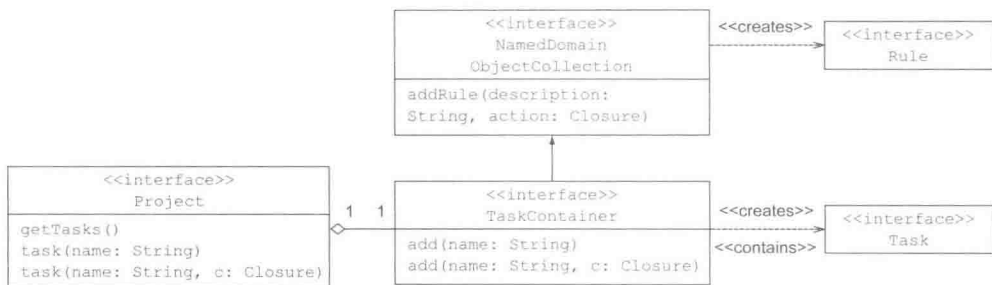 <<interface>>
NamedDomain
ObjectCollection
addRule(description:
String, action: Closure)
<<creates>>
<<interface>>
Rule
<<interface>>
Project
getTasks()
task(name: String)
task(name: String, c: Closure)
1
1
<<interface>>
TaskContainer
add(name: String)
add(name: String, c: Closure)
<<creates>>
<<contains>>
<<interface>>
Task